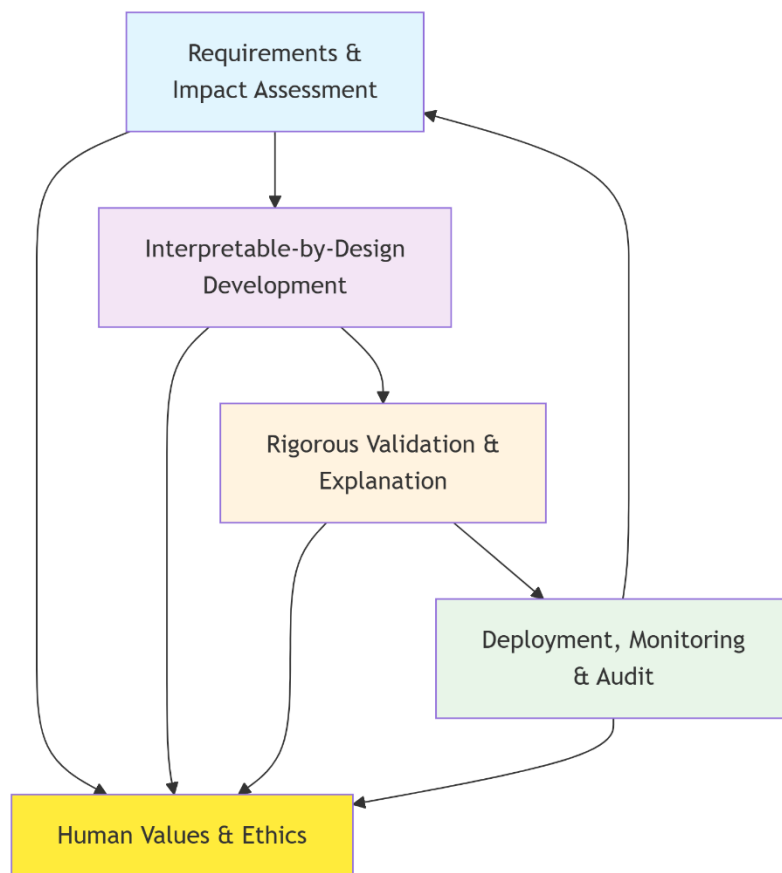 Requirements &
Impact Assessment
Interpretable-by-Design
Development
Rigorous Validation &
Explanation
Deployment, Monitoring
& Audit
Human Values & Ethics